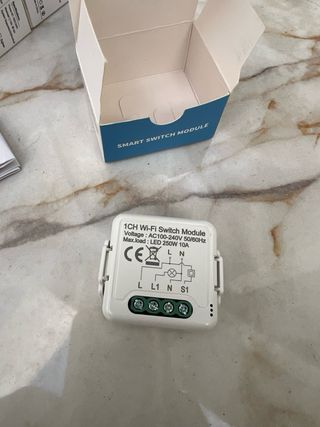 SMART SWITCH MODULE
1CH Wi-Fi Switch Module
Voltage : AC100-240V 50/60Hz
Max.load : LED 250W 10A
CE
L N
L L1 N S1